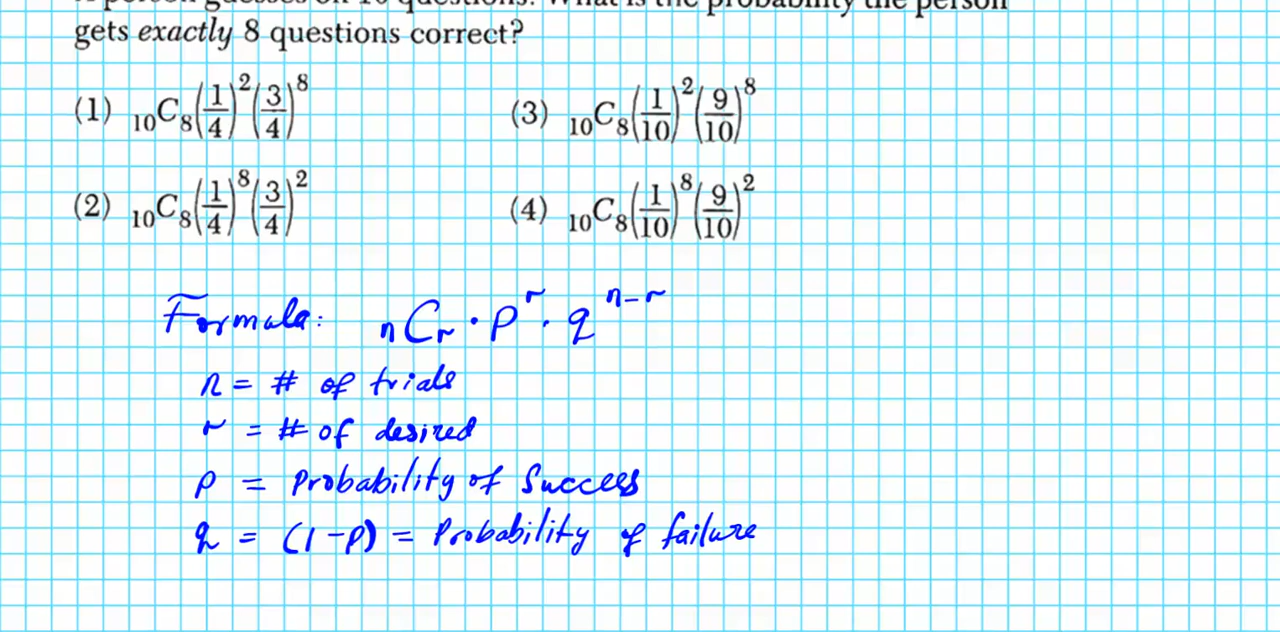 gets exactly 8 questions correct?
(1) ₁₀C₈(1/4)²(3/4)⁸
(3) ₁₀C₈(1/10)²(9/10)⁸
(2) ₁₀C₈(1/4)⁸(3/4)²
(4) ₁₀C₈(1/10)⁸(9/10)²
Formula: nCr · p^r · q^(n-r)
n = # of trials
r = # of desired
p = Probability of Success
q = (1-p) = Probability of failure